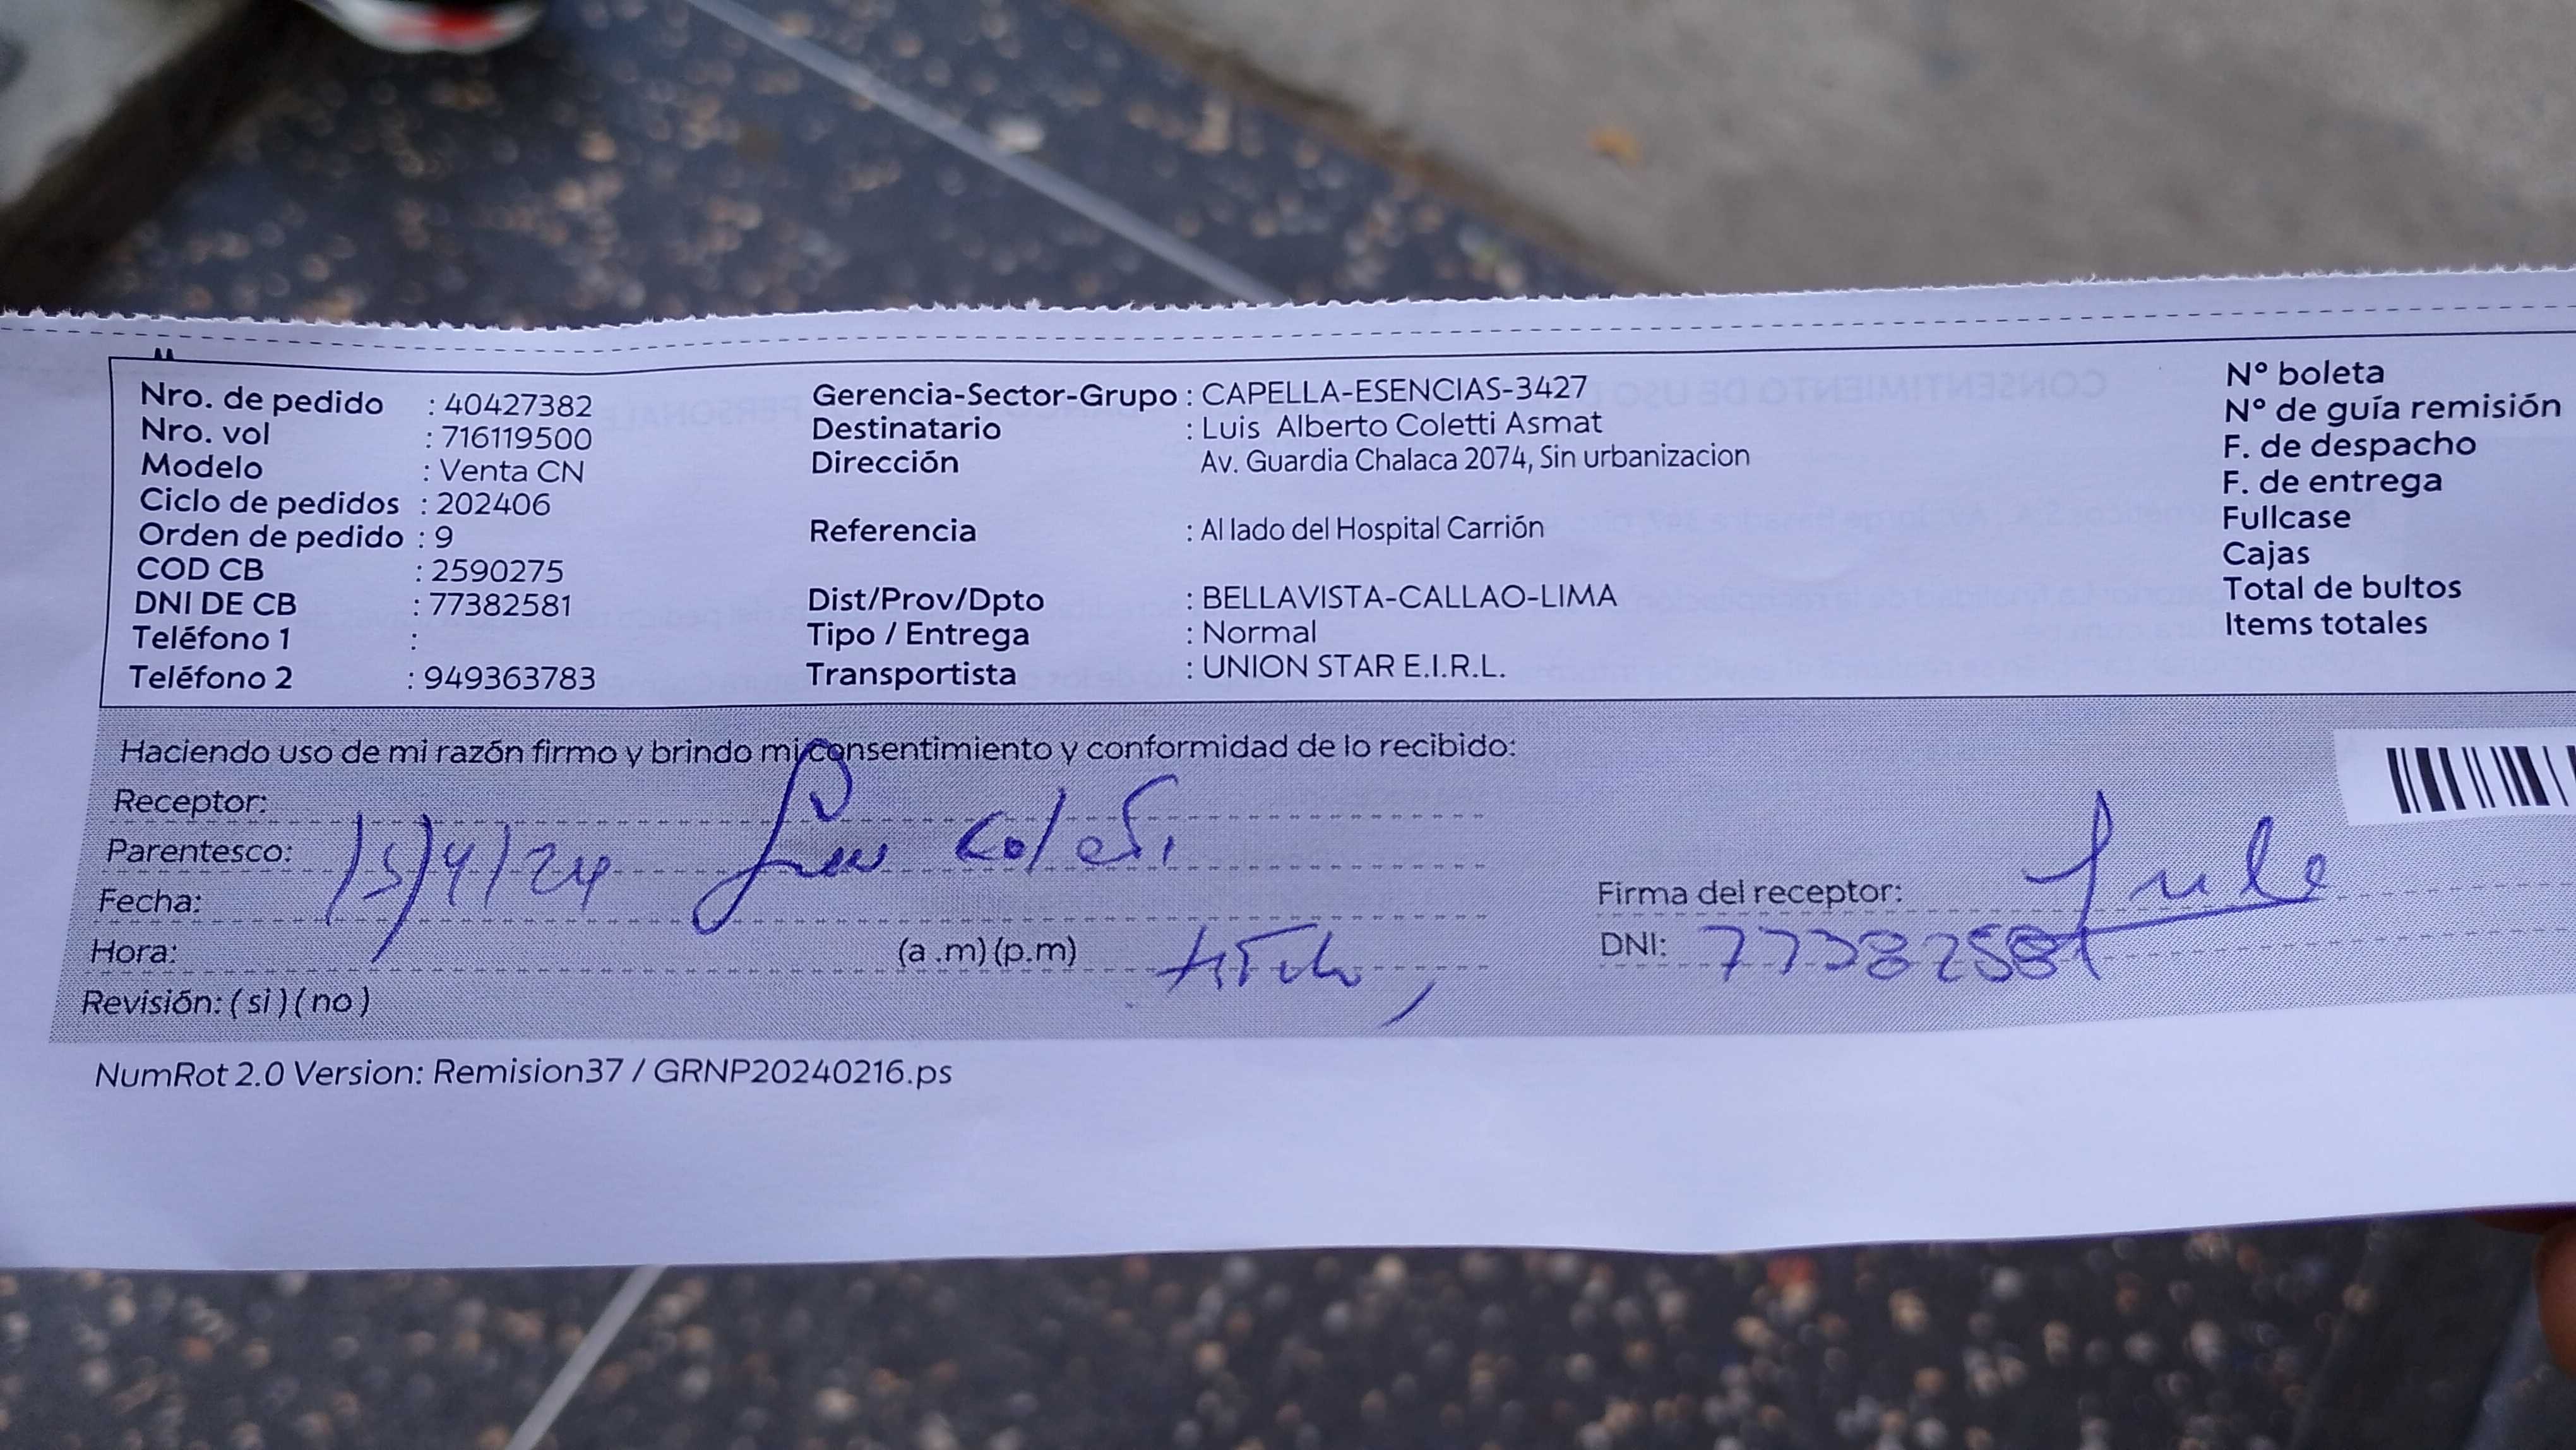 Nro. de pedido : 40427382
Nro. vol : 716119500
Modelo : Venta CN
Ciclo de pedidos : 202406
Orden de pedido : 9
COD CB : 2590275
DNI DE CB : 77382581
Teléfono 1 :
Teléfono 2 : 949363783
Gerencia-Sector-Grupo : CAPELLA-ESENCIAS-3427
Destinatario : Luis Alberto Coletti Asmat
Dirección Av. Guardia Chalaca 2074, Sin urbanizacion
Referencia : Al lado del Hospital Carrión
Dist/Prov/Dpto : BELLAVISTA-CALLAO-LIMA
Tipo / Entrega : Normal
Transportista : UNION STAR E.I.R.L.
N° boleta
N° de guía remisión
F. de despacho
F. de entrega
Fullcase
Cajas
Total de bultos
Items totales
Haciendo uso de mi razón firmo y brindo mi consentimiento y conformidad de lo recibido:
Receptor:
Parentesco:
Fecha: 15/4/24
Hora: (a .m) (p.m)
Revisión: ( si ) ( no )
Firma del receptor:
DNI: 77382581
NumRot 2.0 Version: Remision37 / GRNP20240216.ps